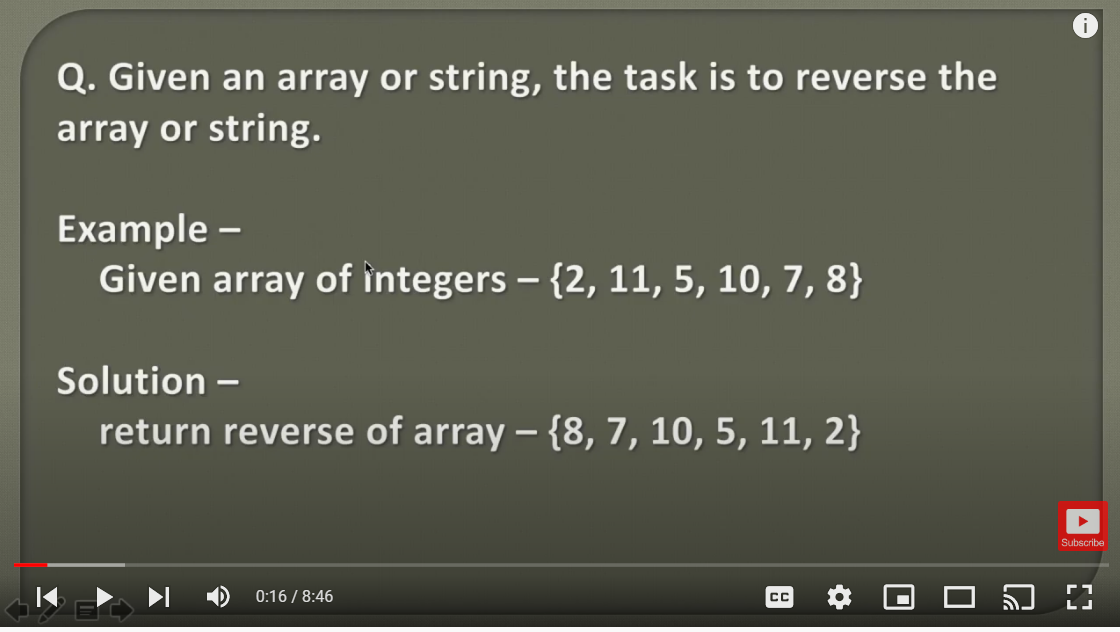 Q. Given an array or string, the task is to reverse the
array or string.
Example –
Given array of integers – {2, 11, 5, 10, 7, 8}
Solution –
return reverse of array – {8, 7, 10, 5, 11, 2}
Subscribe
0:16 / 8:46
CC